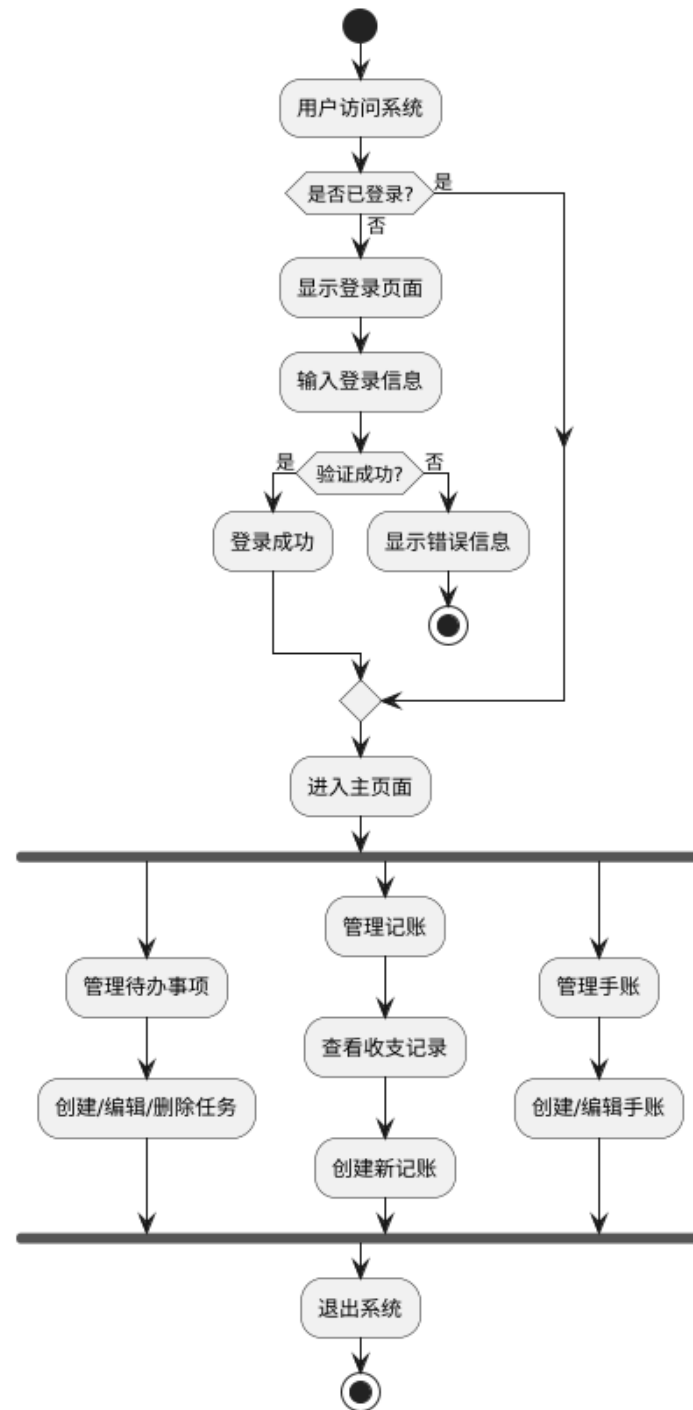 用户访问系统
是否已登录?
是
否
显示登录页面
输入登录信息
是
验证成功?
否
登录成功
显示错误信息
进入主页面
管理待办事项
创建/编辑/删除任务
管理记账
查看收支记录
创建新记账
管理手账
创建/编辑手账
退出系统